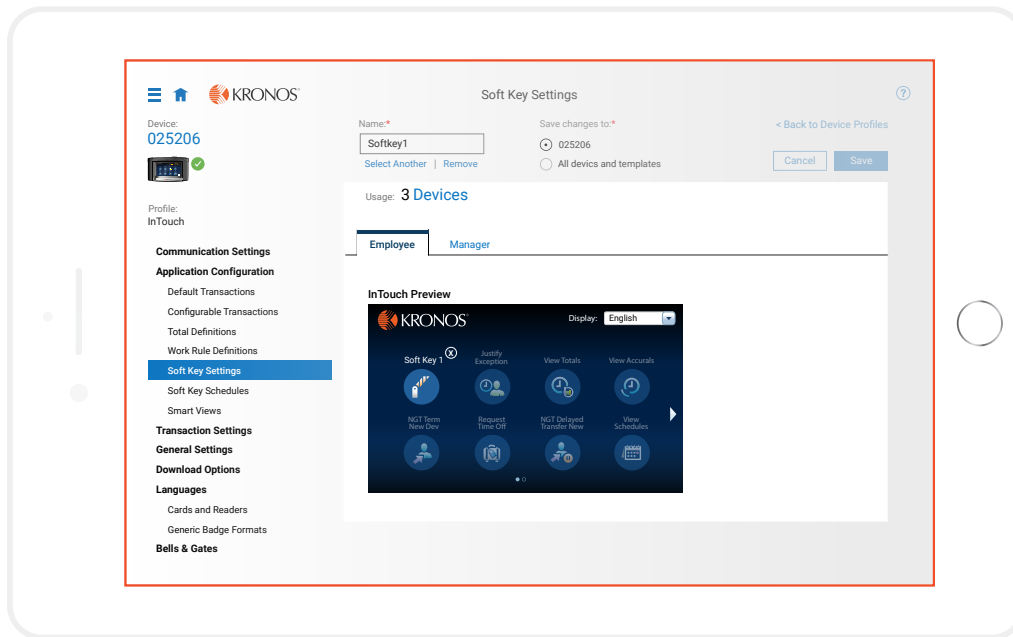 KRONOS
Soft Key Settings
?
Device:
025206
Name:*
Softkey1
Select Another | Remove
Save changes to:*
025206
All devics and templates
< Back to Device Profiles
Cancel
Save
Profile:
InTouch
Communication Settings
Application Configuration
Default Transactions
Configurable Transactions
Total Definitions
Work Rule Definitions
Soft Key Settings
Soft Key Schedules
Smart Views
Transaction Settings
General Settings
Download Options
Languages
Cards and Readers
Generic Badge Formats
Bells & Gates
Usage: 3 Devices
Employee
Manager
InTouch Preview
KRONOS
Display: English
Soft Key 1
X
Justify
Exception
View Totals
View Accurals
NGT Term
New Dev
Request
Time Off
NGT Delayed
Transfer New
View
Schedules